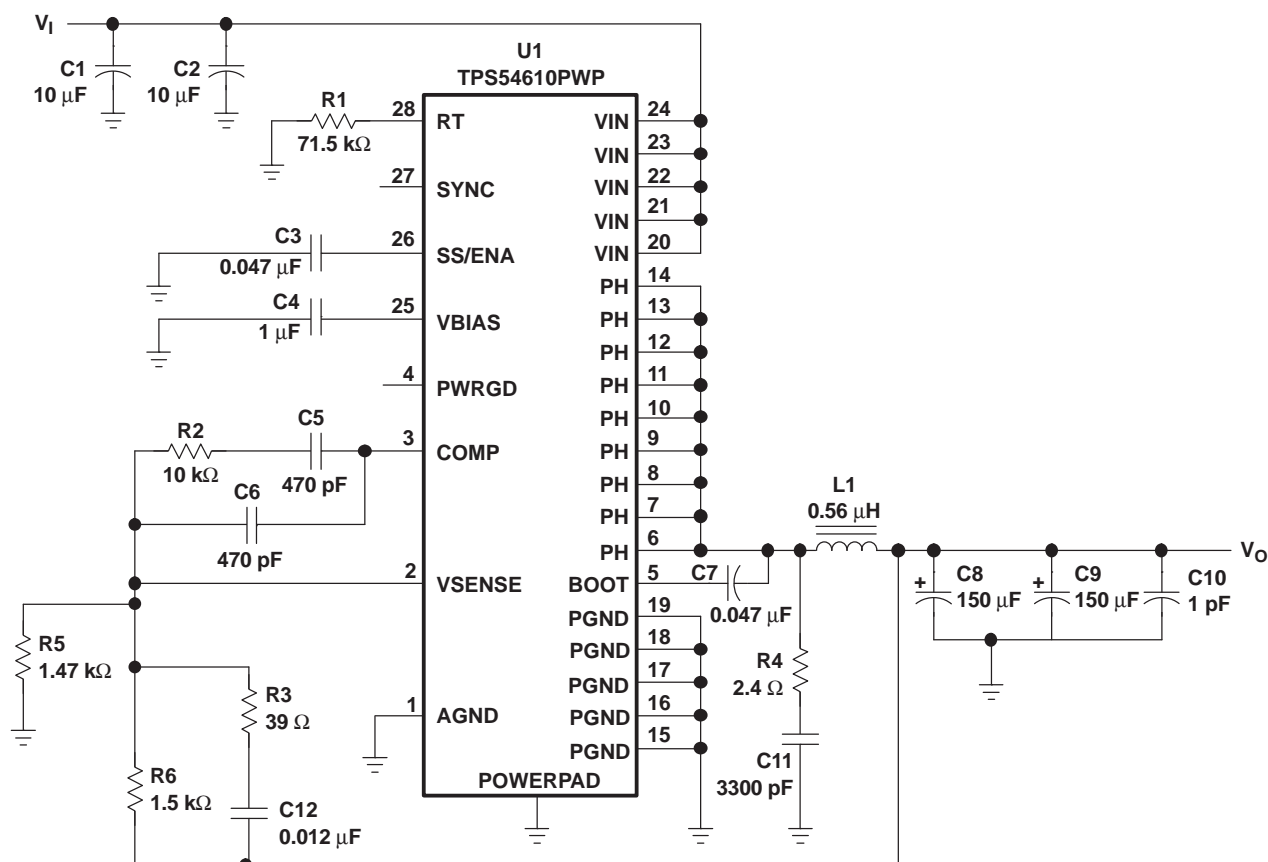 V_I
C1
10 μF
C2
10 μF
U1
TPS54610PWP
R1
71.5 kΩ
28
RT
27
SYNC
C3
0.047 μF
26
SS/ENA
C4
1 μF
25
VBIAS
4
PWRGD
R2
10 kΩ
C5
470 pF
3
COMP
C6
470 pF
2
VSENSE
R5
1.47 kΩ
R3
39 Ω
1
AGND
R6
1.5 kΩ
C12
0.012 μF
POWERPAD
VIN
24
VIN
23
VIN
22
VIN
21
VIN
20
PH
14
PH
13
PH
12
PH
11
PH
10
PH
9
PH
8
PH
7
PH
6
BOOT
5
PGND
19
PGND
18
PGND
17
PGND
16
PGND
15
C7
0.047 μF
L1
0.56 μH
R4
2.4 Ω
C11
3300 pF
+
C8
150 μF
+
C9
150 μF
C10
1 pF
V_O